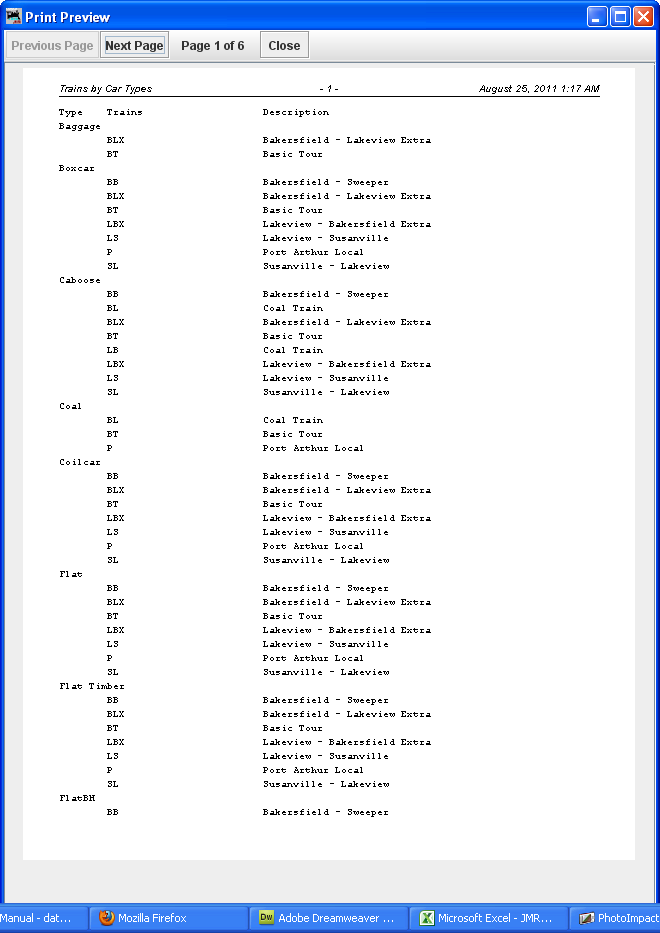 Print Preview
Previous Page Next Page Page 1 of 6 Close
Trains by Car Types - 1 - August 25, 2011 1:17 AM
Type Trains Description
Baggage
BLX Bakersfield - Lakeview Extra
BT Basic Tour
Boxcar
BB Bakersfield - Sweeper
BLX Bakersfield - Lakeview Extra
BT Basic Tour
LBX Lakeview - Bakersfield Extra
LS Lakeview - Susanville
P Port Arthur Local
SL Susanville - Lakeview
Caboose
BB Bakersfield - Sweeper
BL Coal Train
BLX Bakersfield - Lakeview Extra
BT Basic Tour
LB Coal Train
LBX Lakeview - Bakersfield Extra
LS Lakeview - Susanville
SL Susanville - Lakeview
Coal
BL Coal Train
BT Basic Tour
P Port Arthur Local
Coilcar
BB Bakersfield - Sweeper
BLX Bakersfield - Lakeview Extra
BT Basic Tour
LBX Lakeview - Bakersfield Extra
LS Lakeview - Susanville
P Port Arthur Local
SL Susanville - Lakeview
Flat
BB Bakersfield - Sweeper
BLX Bakersfield - Lakeview Extra
BT Basic Tour
LBX Lakeview - Bakersfield Extra
LS Lakeview - Susanville
P Port Arthur Local
SL Susanville - Lakeview
Flat Timber
BB Bakersfield - Sweeper
BLX Bakersfield - Lakeview Extra
BT Basic Tour
LBX Lakeview - Bakersfield Extra
LS Lakeview - Susanville
P Port Arthur Local
SL Susanville - Lakeview
FlatBH
BB Bakersfield - Sweeper
Manual - dat... Mozilla Firefox Dw Adobe Dreamweaver ... Microsoft Excel - JMR... PhotoImpact